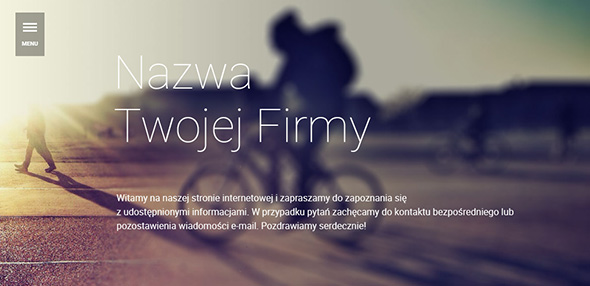 MENU
Nazwa
Twojej Firmy
Witamy na naszej stronie internetowej i zapraszamy do zapoznania się
z udostępnionymi informacjami. W przypadku pytań zachęcamy do kontaktu bezpośredniego lub
pozostawienia wiadomości e-mail. Pozdrawiamy serdecznie!